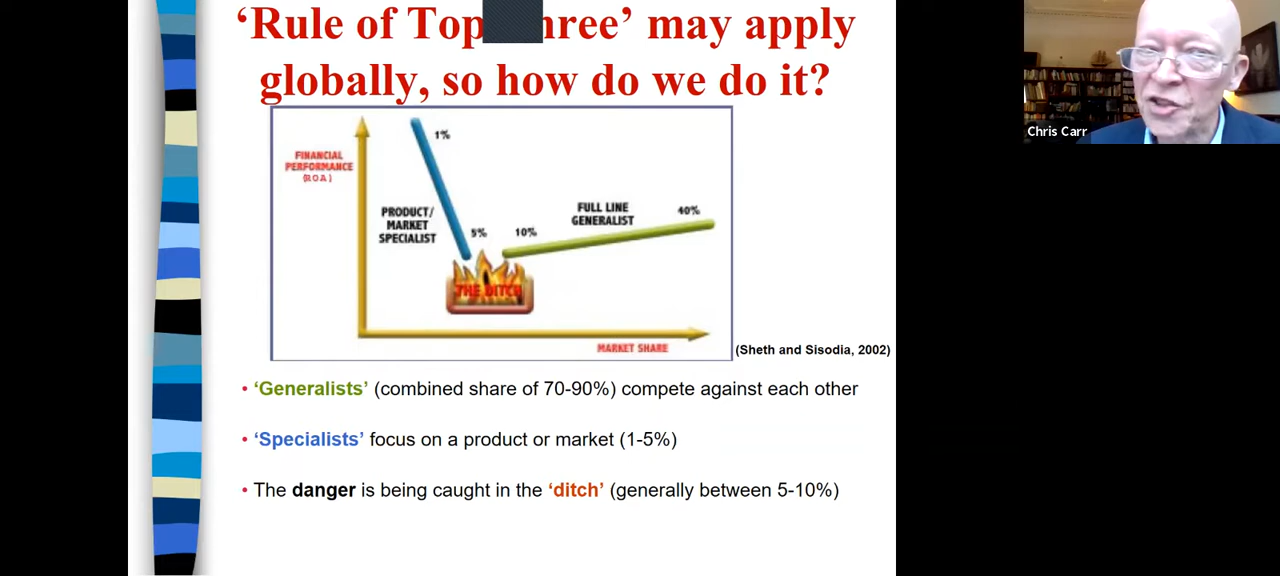 ‘Rule of Top hree’ may apply
globally, so how do we do it?
Chris Carr
FINANCIAL
PERFORMANCE
(R.O.A)
1%
PRODUCT/
MARKET
SPECIALIST
5%
10%
FULL LINE
GENERALIST
40%
THE DITCH
MARKET SHARE
(Sheth and Sisodia, 2002)
• ‘Generalists’ (combined share of 70-90%) compete against each other
• ‘Specialists’ focus on a product or market (1-5%)
• The danger is being caught in the ‘ditch’ (generally between 5-10%)